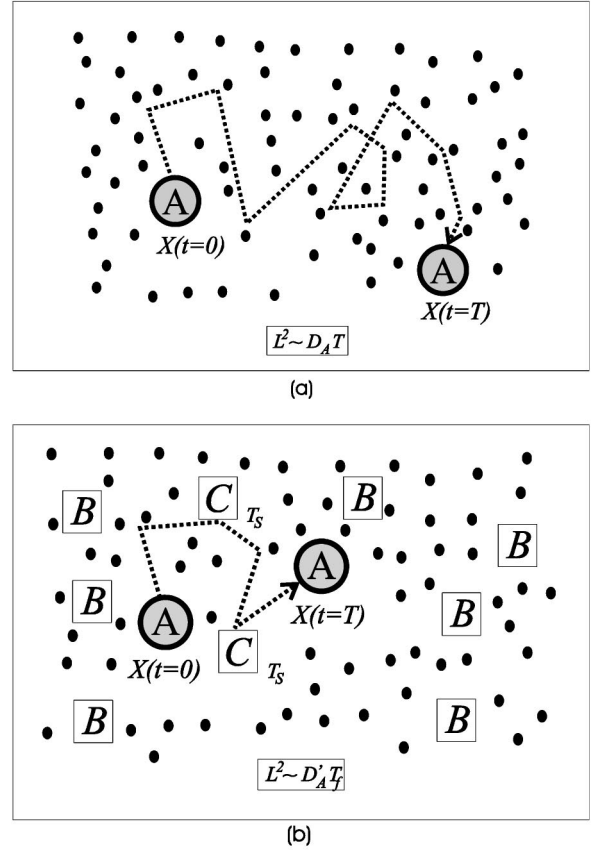 A
X(t=0)
A
X(t=T)
L²~D_A T
(a)
B
C
T_S
B
B
A
X(t=T)
B
B
A
X(t=0)
C
T_S
B
B
L²~D'_A T_f
(b)